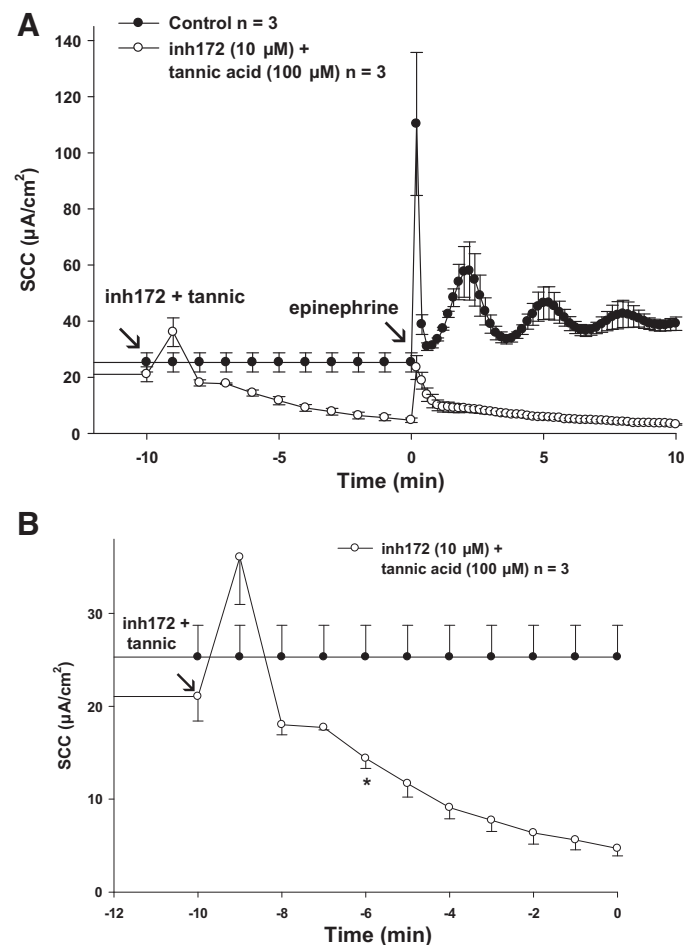 A
Control n = 3
inh172 (10 µM) +
tannic acid (100 µM) n = 3
140
120
100
80
60
40
20
0
SCC (µA/cm²)
inh172 + tannic
epinephrine
-10
-5
0
5
10
Time (min)
B
inh172 (10 µM) +
tannic acid (100 µM) n = 3
30
20
10
0
SCC (µA/cm²)
inh172 +
tannic
*
-12
-10
-8
-6
-4
-2
0
Time (min)